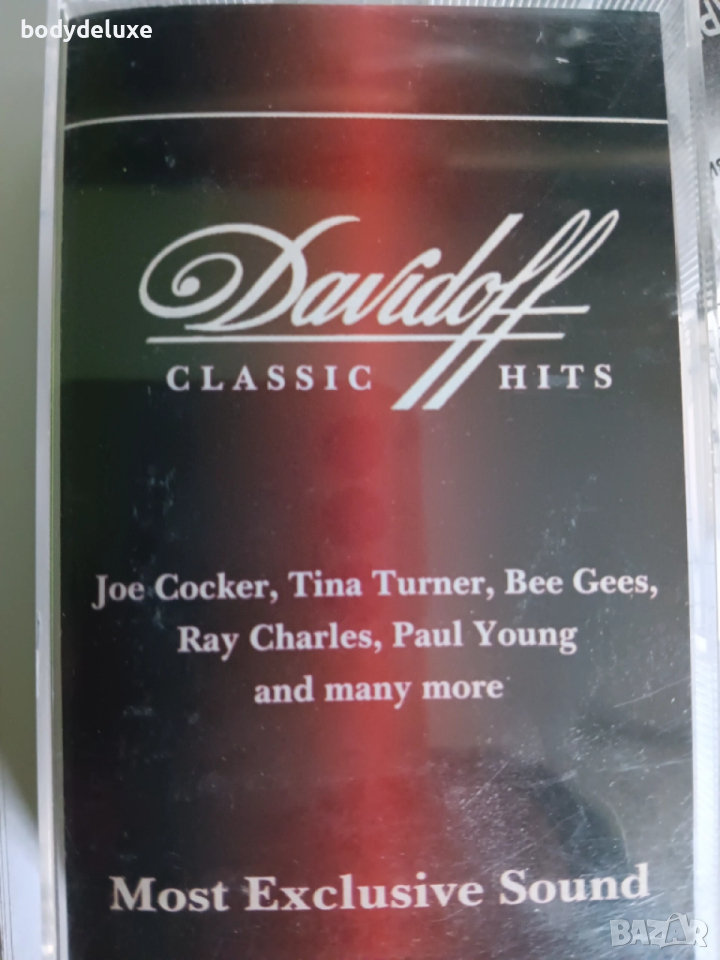 bodydeluxe
Davidoff
CLASSIC HITS
Joe Cocker, Tina Turner, Bee Gees,
Ray Charles, Paul Young
and many more
Most Exclusive Sound
BAZAR